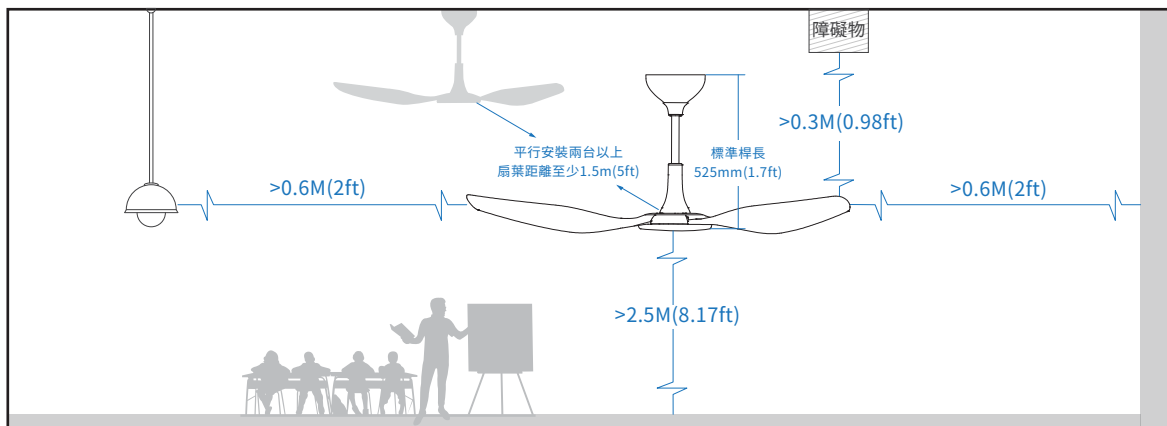 障礙物
>0.3M(0.98ft)
平行安裝兩台以上
扇葉距離至少1.5m(5ft)
標準桿長
525mm(1.7ft)
>0.6M(2ft)
>0.6M(2ft)
>2.5M(8.17ft)